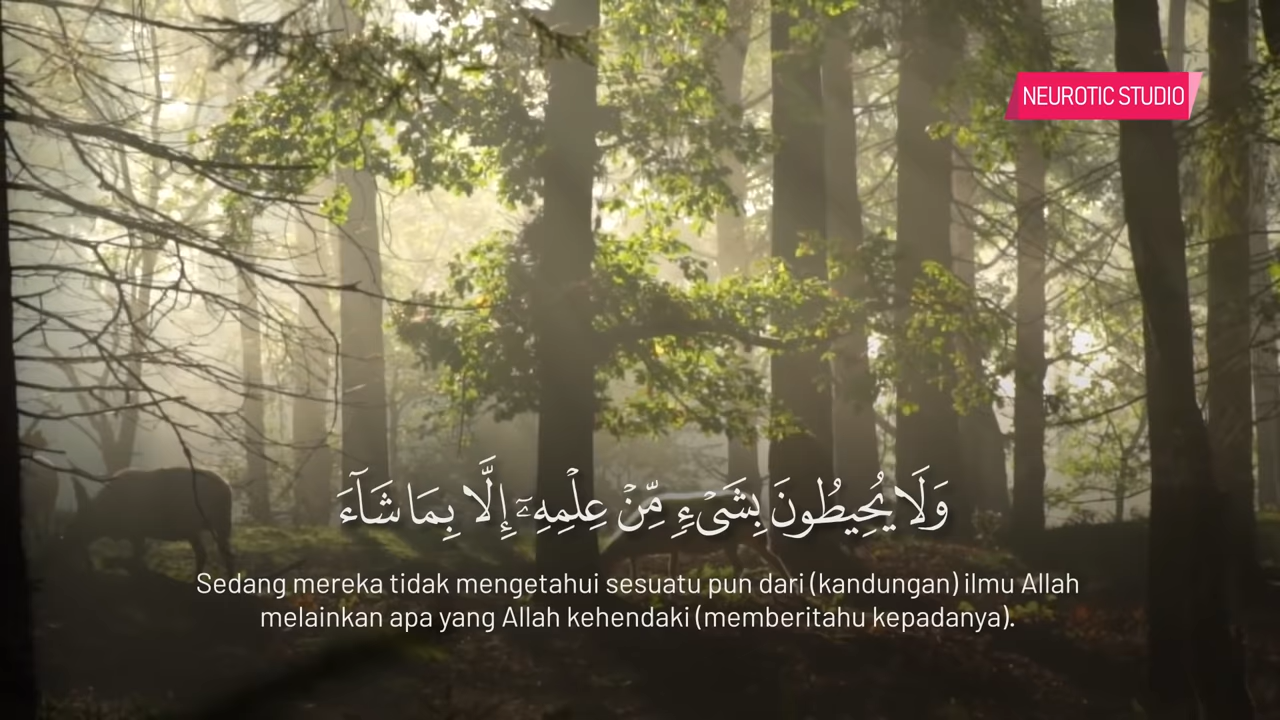 NEUROTIC STUDIO
وَلَا يُحِيطُونَ بِشَىْءٍ مِّنْ عِلْمِهِۦٓ إِلَّا بِمَا شَآءَ
Sedang mereka tidak mengetahui sesuatu pun dari (kandungan) ilmu Allah
melainkan apa yang Allah kehendaki (memberitahu kepadanya).